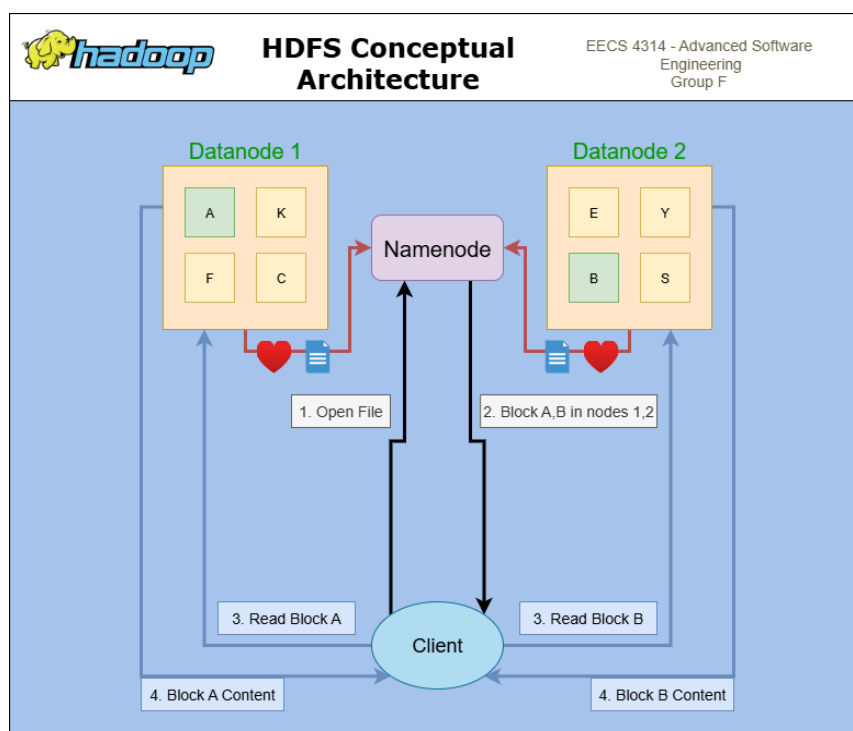 hadoop
HDFS Conceptual
Architecture
EECS 4314 - Advanced Software
Engineering
Group F
Datanode 1
Datanode 2
A
K
F
C
Namenode
E
Y
B
S
1. Open File
2. Block A,B in nodes 1,2
3. Read Block A
3. Read Block B
Client
4. Block A Content
4. Block B Content